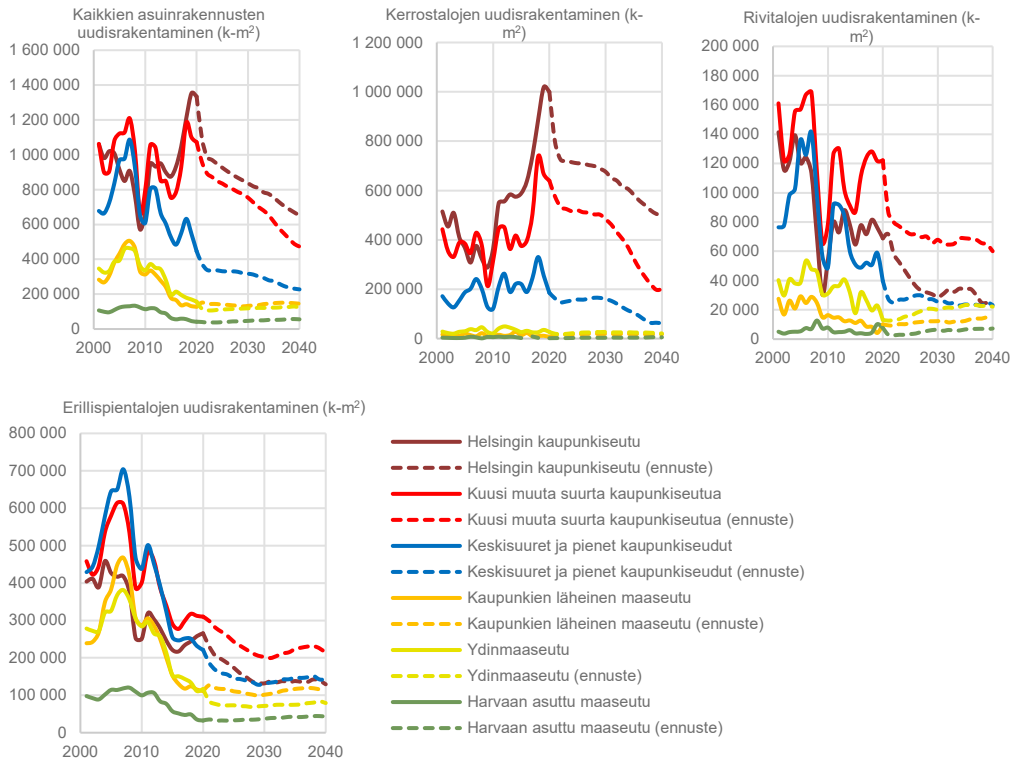 Kaikkien asuinrakennusten
uudisrakentaminen (k-m²)
1 600 000
1 400 000
1 200 000
1 000 000
800 000
600 000
400 000
200 000
0
2000 2010 2020 2030 2040
Kerrostalojen uudisrakentaminen (k-
m²)
1 200 000
1 000 000
800 000
600 000
400 000
200 000
0
2000 2010 2020 2030 2040
Rivitalojen uudisrakentaminen (k-
m²)
200 000
180 000
160 000
140 000
120 000
100 000
80 000
60 000
40 000
20 000
0
2000 2010 2020 2030 2040
Erillispientalojen uudisrakentaminen (k-m²)
800 000
700 000
600 000
500 000
400 000
300 000
200 000
100 000
0
2000 2010 2020 2030 2040
Helsingin kaupunkiseutu
Helsingin kaupunkiseutu (ennuste)
Kuusi muuta suurta kaupunkiseutua
Kuusi muuta suurta kaupunkiseutua (ennuste)
Keskisuuret ja pienet kaupunkiseudut
Keskisuuret ja pienet kaupunkiseudut (ennuste)
Kaupunkien läheinen maaseutu
Kaupunkien läheinen maaseutu (ennuste)
Ydinmaaseutu
Ydinmaaseutu (ennuste)
Harvaan asuttu maaseutu
Harvaan asuttu maaseutu (ennuste)